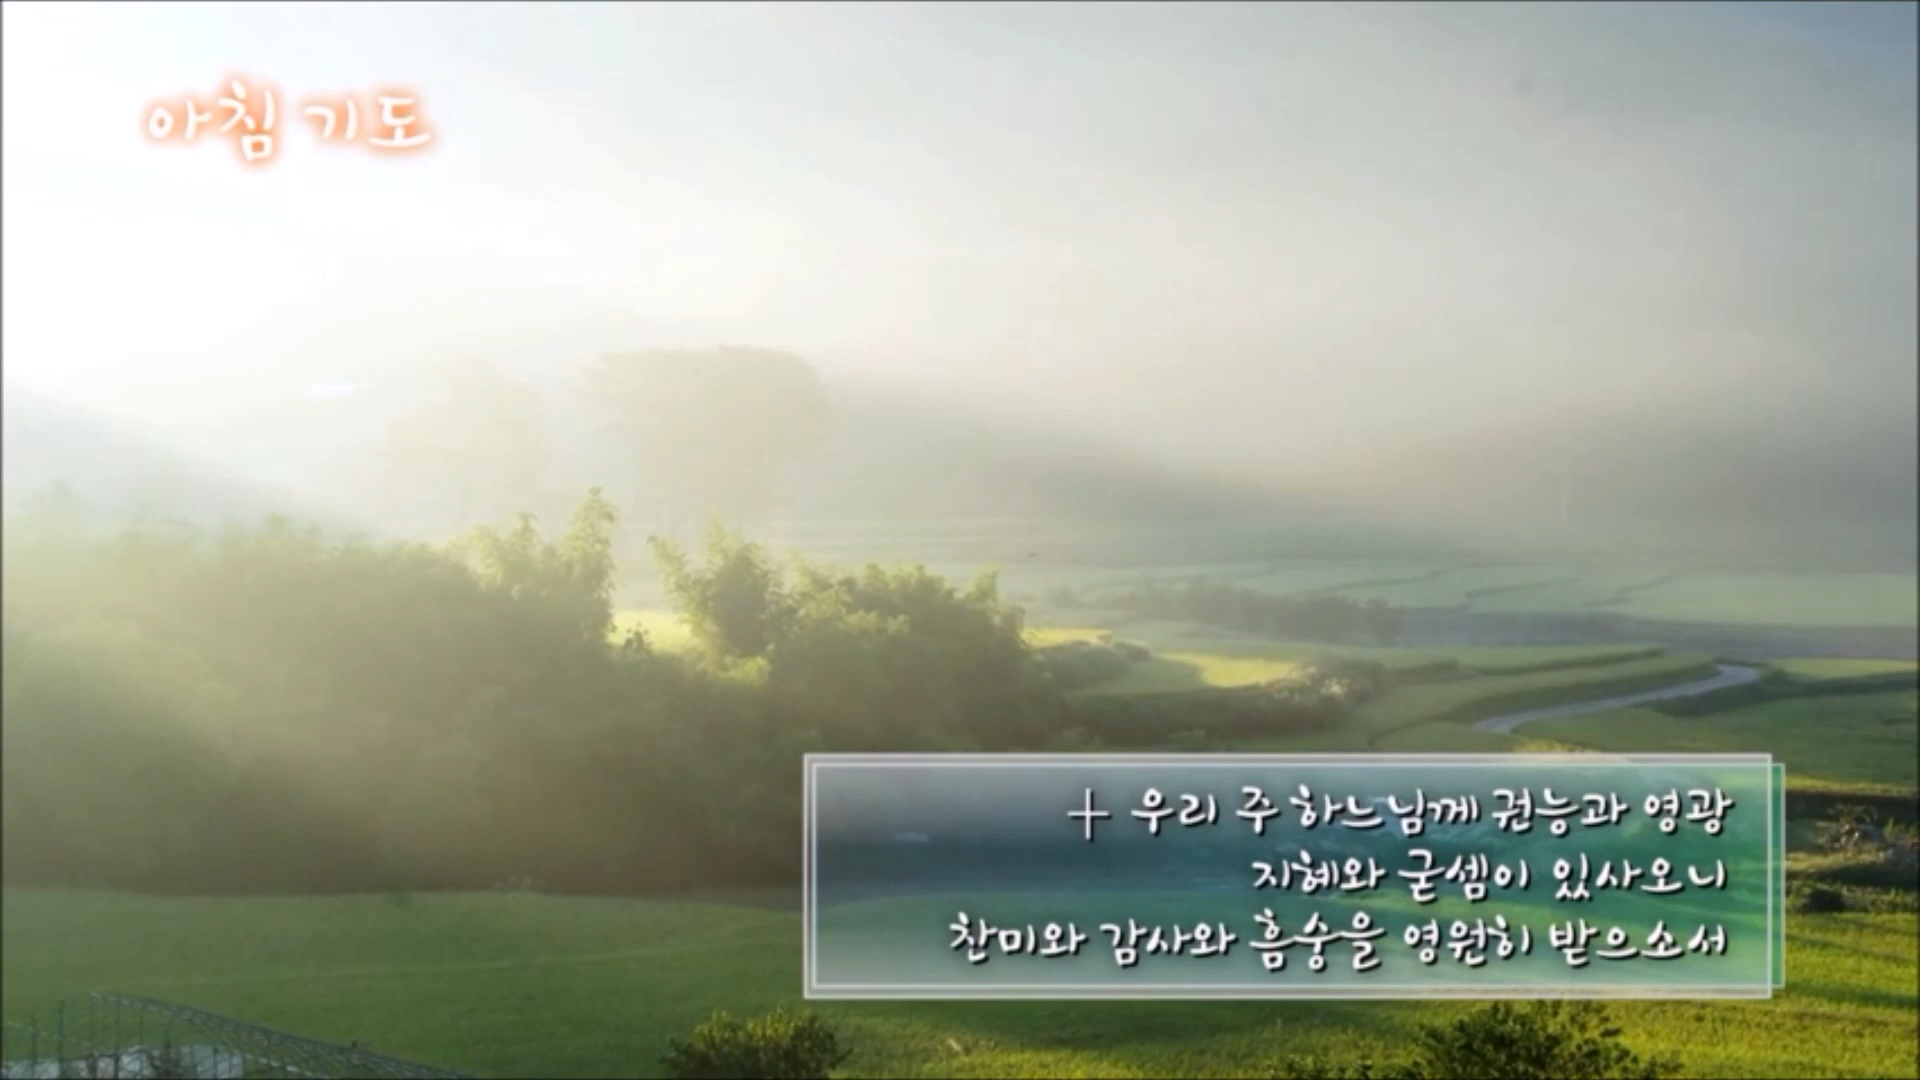 아침 기도
+ 우리 주 하느님께 권능과 영광
지혜와 굳셈이 있사오니
찬미와 감사와 흠숭을 영원히 받으소서